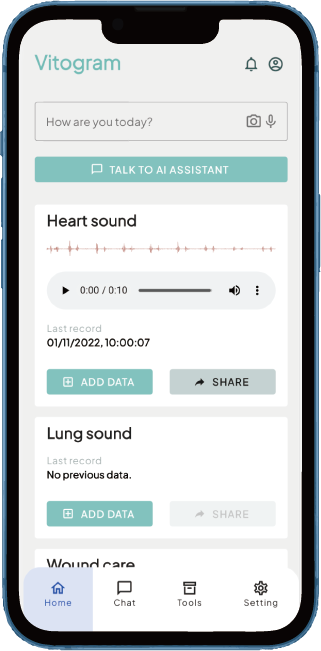 Vitogram
How are you today?
TALK TO AI ASSISTANT
Heart sound
0:00 / 0:10
Last record
01/11/2022, 10:00:07
ADD DATA
SHARE
Lung sound
Last record
No previous data.
ADD DATA
SHARE
Wound care
Home
Chat
Tools
Setting